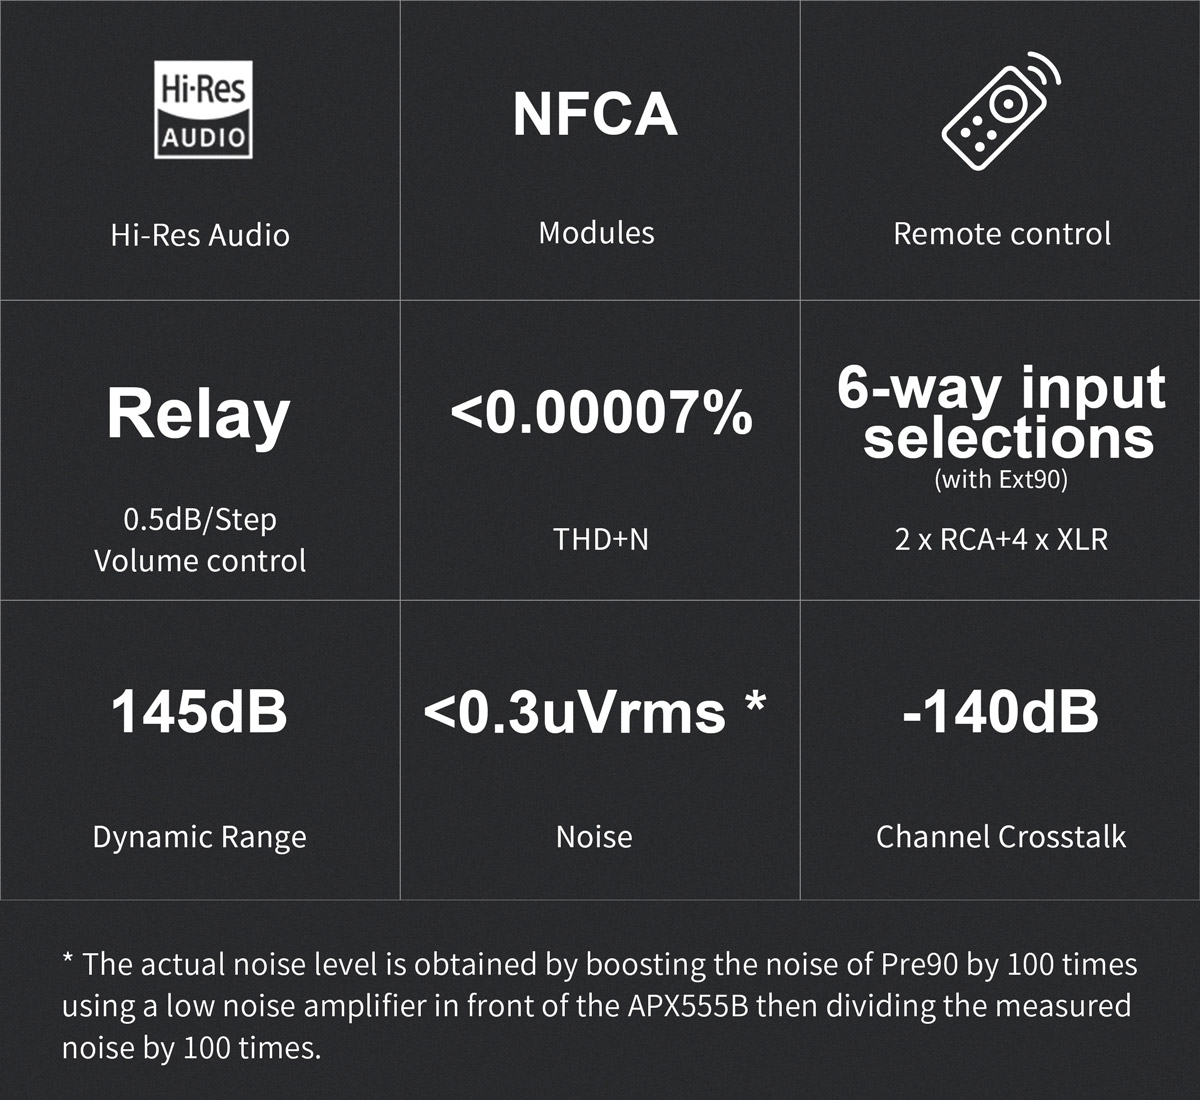 Hi-Res
AUDIO
Hi-Res Audio
NFCA
Modules
Remote control
Relay
0.5dB/Step
Volume control
<0.00007%
THD+N
6-way input
selections
(with Ext90)
2 x RCA+4 x XLR
145dB
Dynamic Range
<0.3uVrms *
Noise
-140dB
Channel Crosstalk
* The actual noise level is obtained by boosting the noise of Pre90 by 100 times
using a low noise amplifier in front of the APX555B then dividing the measured
noise by 100 times.